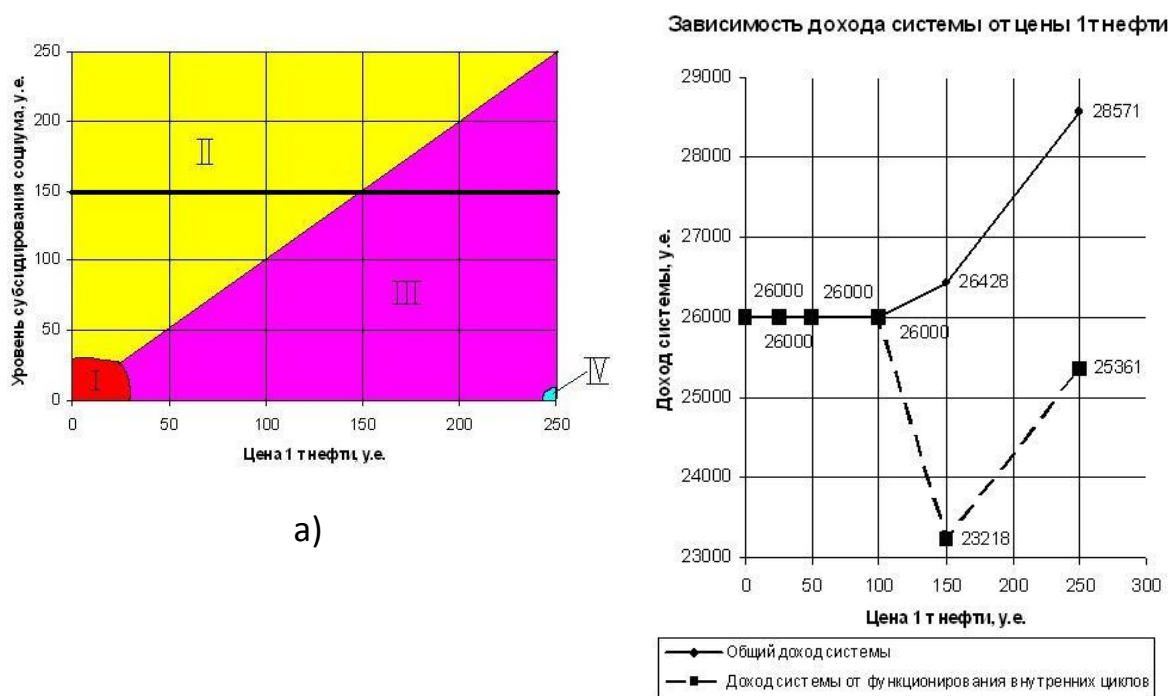 Зависимость дохода системы от цены 1т нефти
Уровень субсидирования социума, у.е.
250
200
150
100
50
0
II
III
I
IV
0 50 100 150 200 250
Цена 1 т нефти, у.е.
а)
Доход системы, у.е.
29000
28000
27000
26000
25000
24000
23000
28571
26428
26000 26000
26000 26000
25361
23218
0 50 100 150 200 250 300
Цена 1 т нефти, у.е.
Общий доход системы
Доход системы от функционирования внутренних циклов